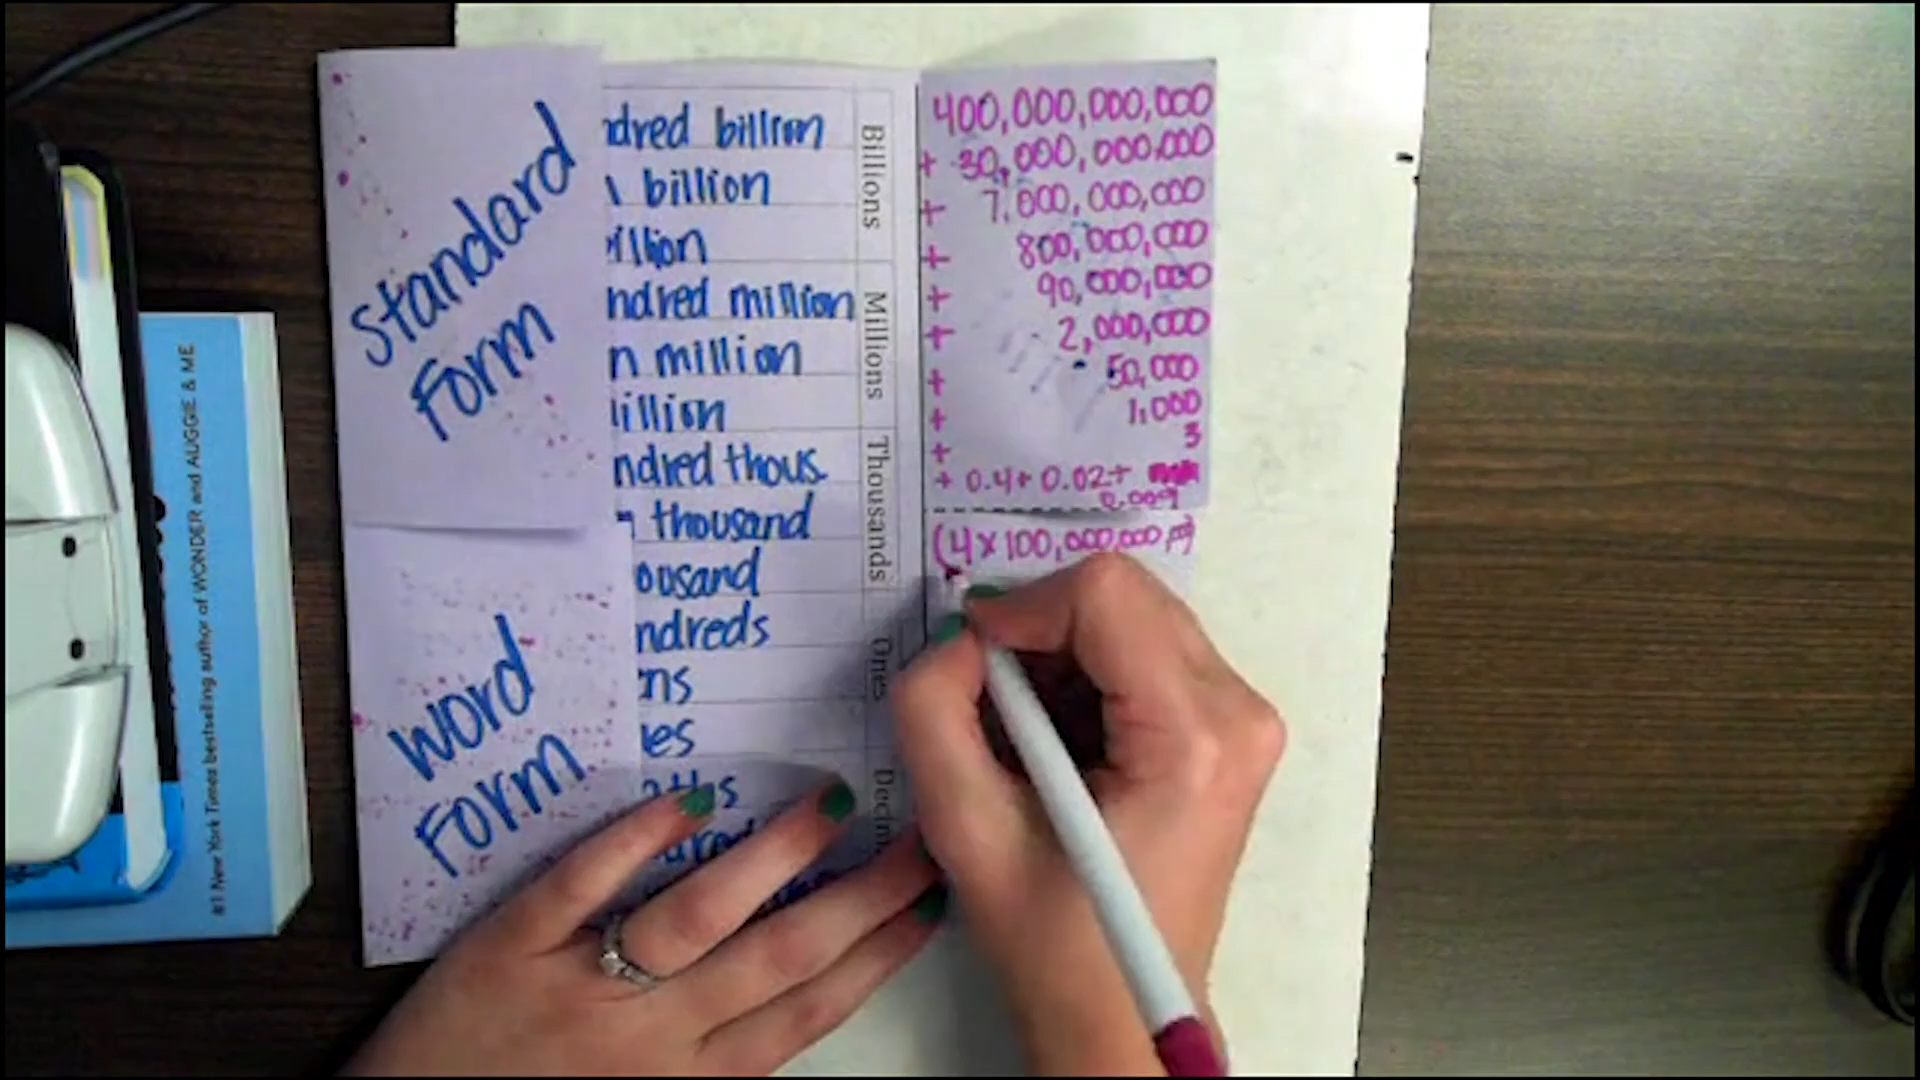 Standard
Form
Word
Form
dred billion
billion
illion
ndred million
n million
illion
ndred thous.
thousand
ousand
ndreds
ns
es
Billions
Millions
Thousands
Ones
Decim
400,000,000,000
+ 30,000,000,000
+ 7,000,000,000
+ 800,000,000
+ 90,000,000
+ 2,000,000
+ 50,000
+ 1,000
+ 3
+ 0.4 + 0.02 +
0.009
(4 x 100,000,000,000)
#1 New York Times bestselling author of WONDER and AUGGIE & ME